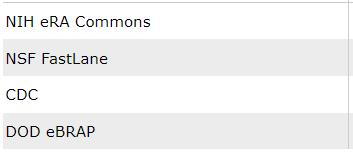 NIH eRA Commons
NSF FastLane
CDC
DOD eBRAP